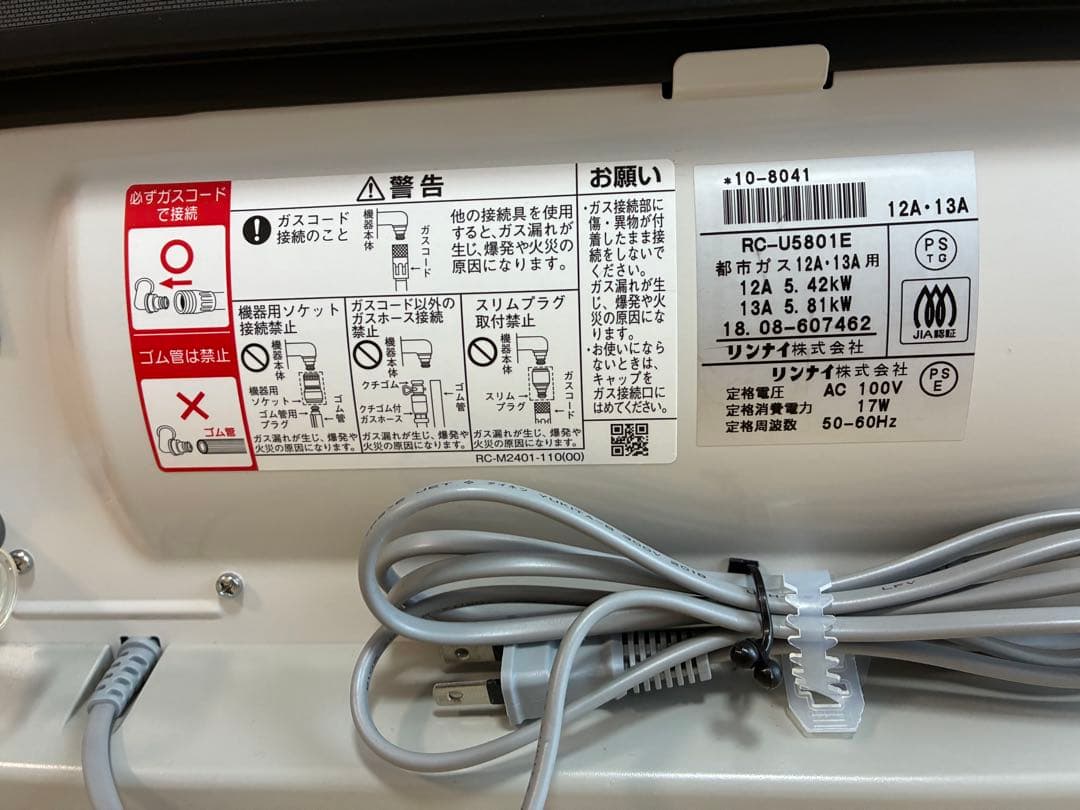 必ずガスコード
で接続
ゴム管は禁止
ゴム管
警告
ガスコード
接続のこと
機器本体
ガスコード
他の接続具を使用
すると、ガス漏れが
生じ、爆発や火災の
原因になります。
機器用ソケット
接続禁止
機器本体
機器用
ソケット
ゴム管用
プラグ
ゴム管
ガス漏れが生じ、爆発や
火災の原因になります。
ガスコード以外の
ガスホース接続
禁止
機器本体
クチゴム
クチゴム付
ガスホース
ゴム管
ガス漏れが生じ、爆発や
火災の原因になります。
スリムプラグ
取付禁止
機器本体
スリム
プラグ
ガスコード
ガス漏れが生じ、爆発や
火災の原因になります。
RC-M2401-110(00)
お願い
・ガス接続部に
傷・異物が付
着したまま接
続をしないで
ください。
ガス漏れが生
じ、爆発や火
災の原因にな
ります。
・お使いになら
ないときは、
キャップを
ガス接続口に
はめてください。
*10-8041
12A・13A
RC-U5801E
都市ガス12A・13A用
12A 5.42kW
13A 5.81kW
18.08-607462
リンナイ株式会社
PS
TG
JIA認証
リンナイ株式会社
定格電圧 AC 100V
定格消費電力 17W
定格周波数 50-60Hz
PS
E